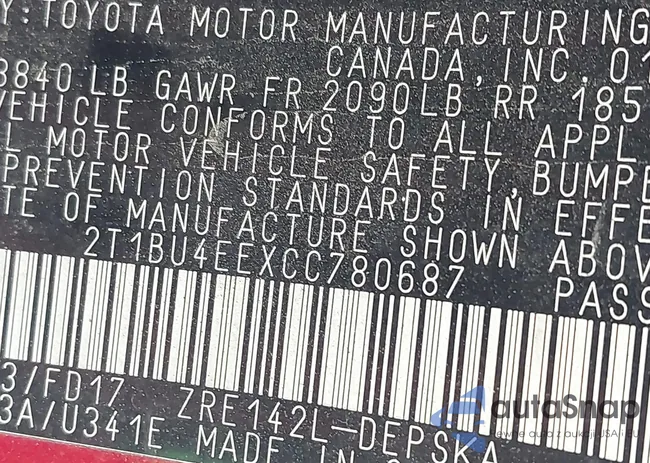 Y:TOYOTA MOTOR MANUFACTURING
CANADA, INC. 01
3840 LB GAWR FR 2090LB RR 185
VEHICLE CONFORMS TO ALL APPL
L MOTOR VEHICLE SAFETY, BUMPE
PREVENTION STANDARDS IN EFFE
TE OF MANUFACTURE SHOWN ABOV
2T1BU4EEXCC780687 PASS
3/FD17 ZRE142L-DEPSKA
3A/U341E MADE IN
autoSnap